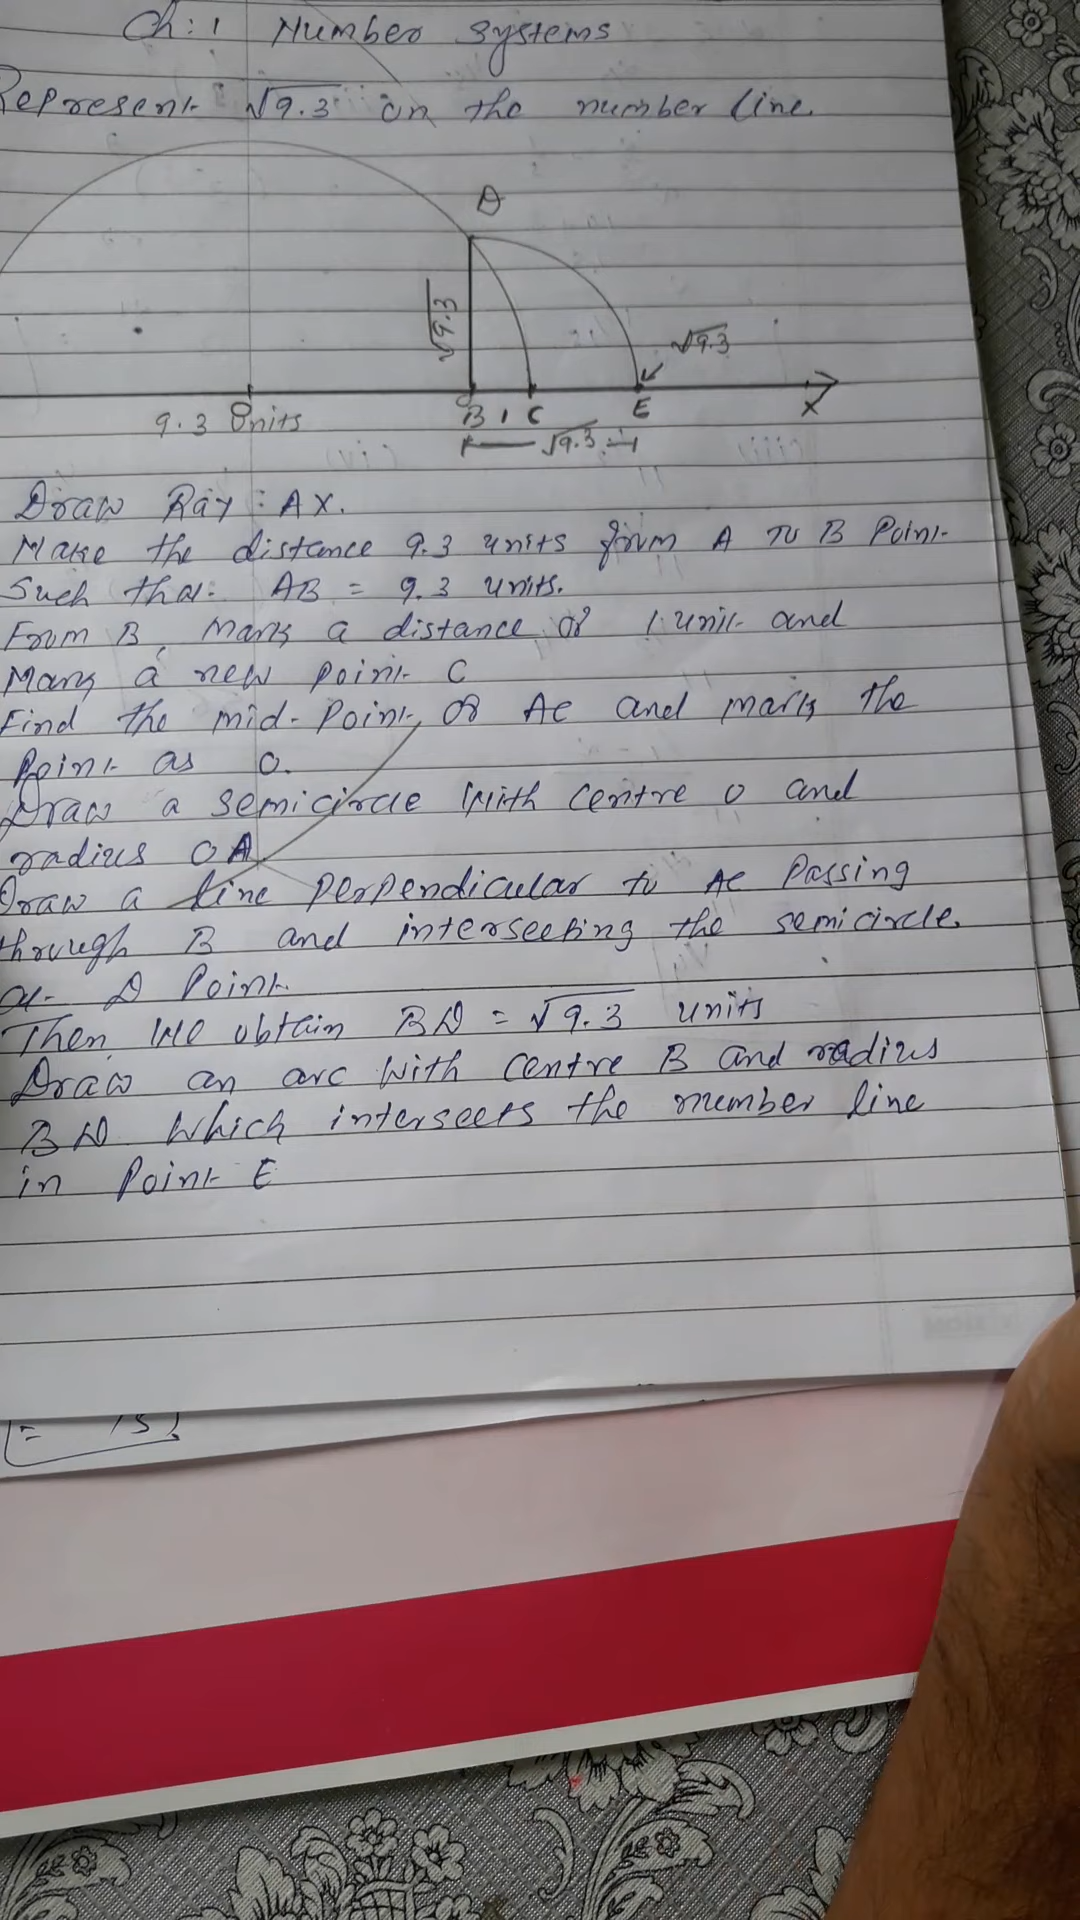 Ch: 1 Number Systems
Represent √9.3 on the number line.
D
√9.3
√9.3
9.3 Units
B 1 C
E
X
√9.3
Draw Ray : AX.
Make the distance 9.3 units from A to B Point
Such that AB = 9.3 units.
From B, Mark a distance of 1 unit and
Mark a new point C
Find the mid-Point, of AC and mark the
Point as O.
Draw a semicircle With centre O and
radius OA
Draw a line perpendicular to AC Passing
through B and intersecting the semicircle.
at D Point.
Then, we obtain BD = √9.3 units
Draw an arc With centre B and radius
BD Which intersects the number line
in Point E
= 15